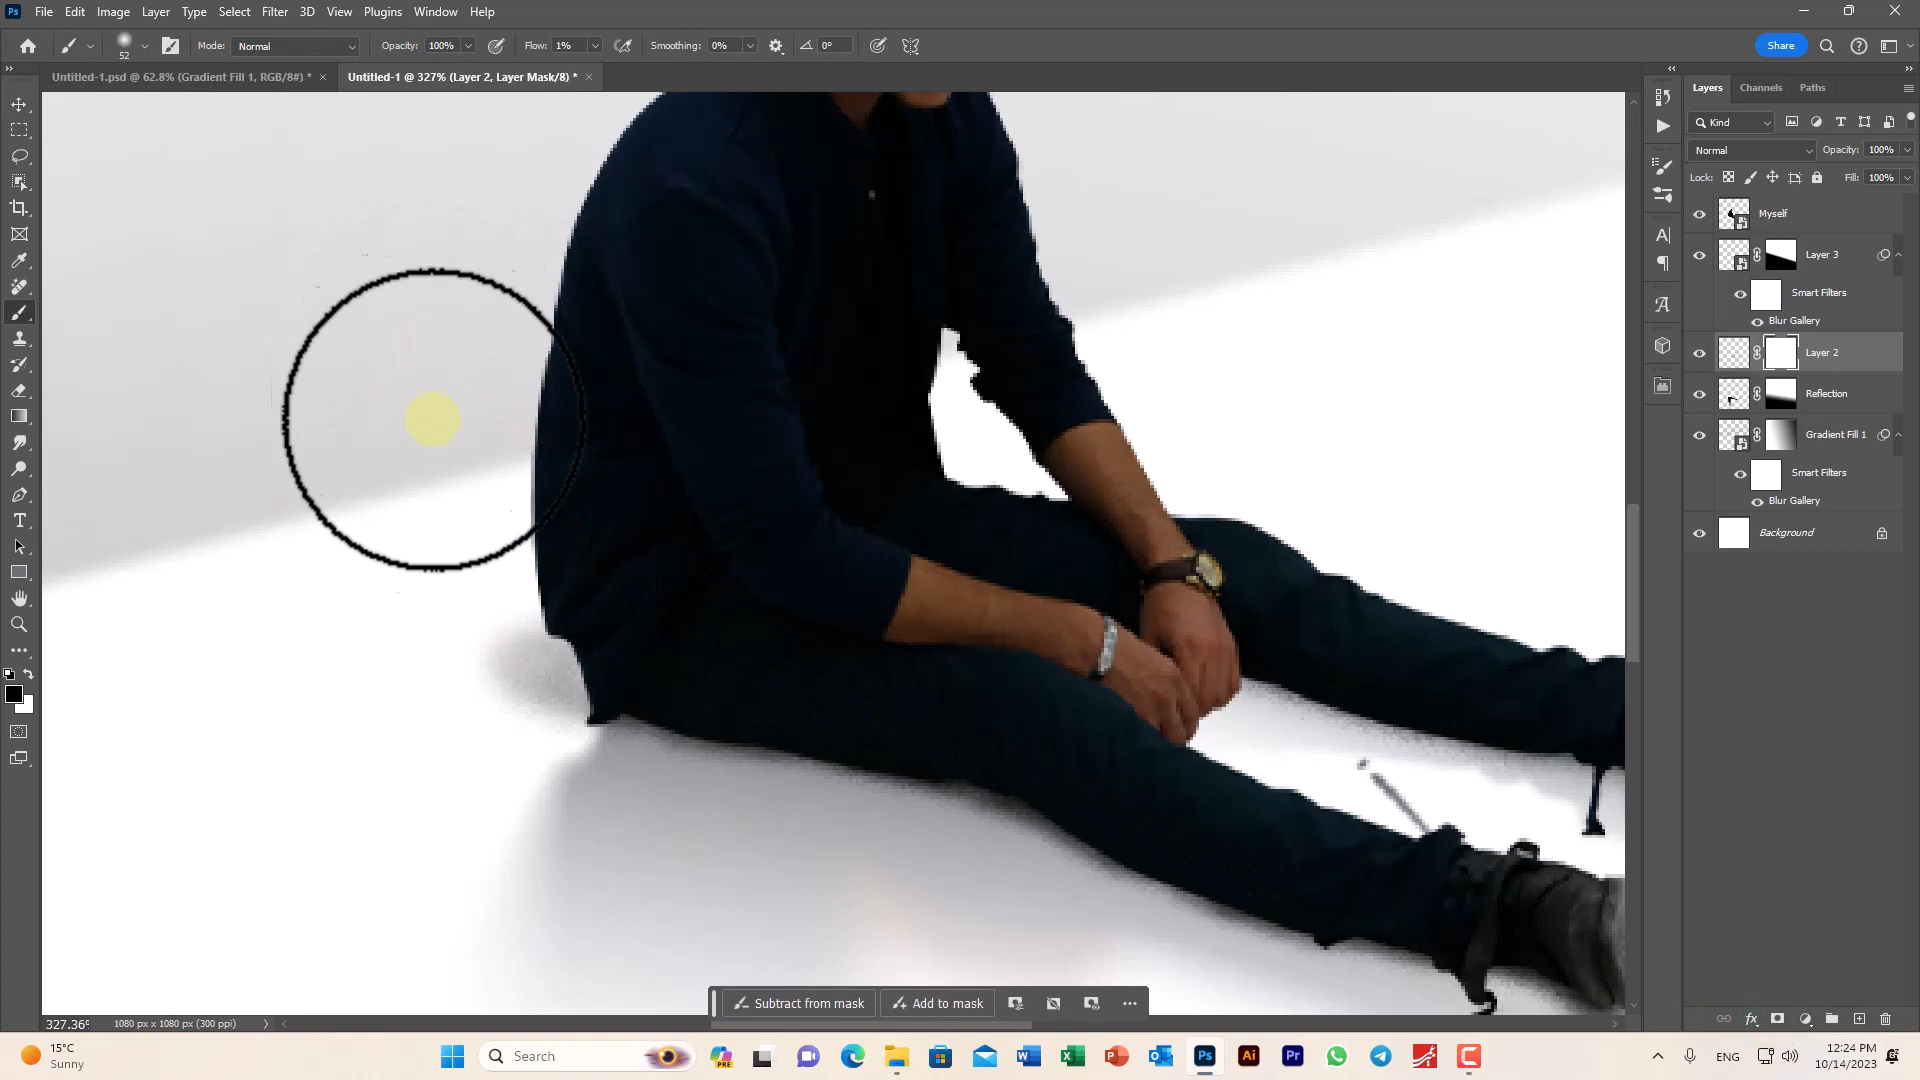 Ps File Edit Image Layer Type Select Filter 3D View Plugins Window Help
52 Mode: Normal Opacity: 100% Flow: 1% Smoothing: 0% 0° Share
Untitled-1.psd @ 62.8% (Gradient Fill 1, RGB/8#) * × Untitled-1 @ 327% (Layer 2, Layer Mask/8) * ×
Layers Channels Paths
Kind
Normal Opacity: 100%
Lock: Fill: 100%
Myself
Layer 3
Smart Filters
Blur Gallery
Layer 2
Reflection
Gradient Fill 1
Smart Filters
Blur Gallery
Background
Subtract from mask Add to mask
327.36% 1080 px x 1080 px (300 ppi)
15°C
Sunny
Search
PRE
ENG
12:24 PM
10/14/2023